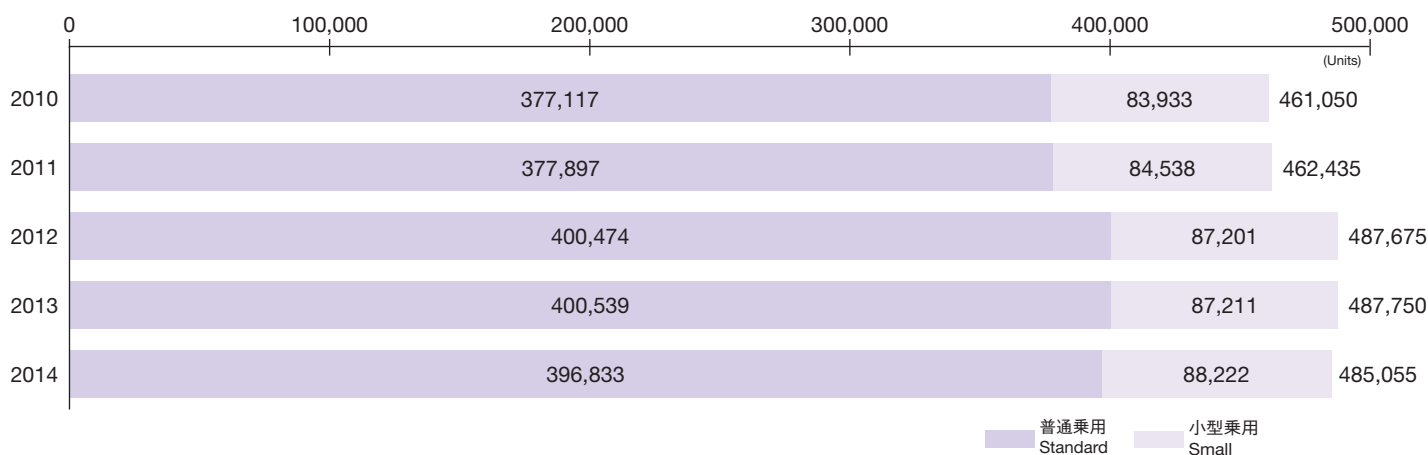 0 100,000 200,000 300,000 400,000 500,000
(Units)
2010 377,117 83,933 461,050
2011 377,897 84,538 462,435
2012 400,474 87,201 487,675
2013 400,539 87,211 487,750
2014 396,833 88,222 485,055
普通乗用 小型乗用
Standard Small